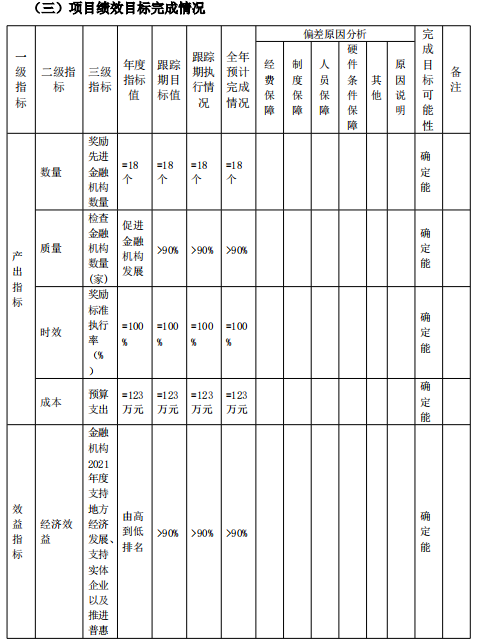 （三）项目绩效目标完成情况
一级指标
二级指标
三级指标
年度指标值
跟踪期目标值
跟踪期执行情况
全年预计完成情况
偏差原因分析
经费保障
制度保障
人员保障
硬件条件保障
其他
原因说明
完成目标可能性
备注
产出指标
数量
奖励先进金融机构数量
=18个
=18个
=18个
=18个
确定能
质量
检查金融机构数量(家)
促进金融机构发展
>90%
>90%
>90%
确定能
时效
奖励标准执行率（%）
=100%
=100%
=100%
=100%
确定能
成本
预算支出
=123万元
=123万元
=123万元
=123万元
确定能
效益指标
经济效益
金融机构2021年度支持地方经济发展、支持实体企业以及推进普惠
由高到低排名
>90%
>90%
>90%
确定能